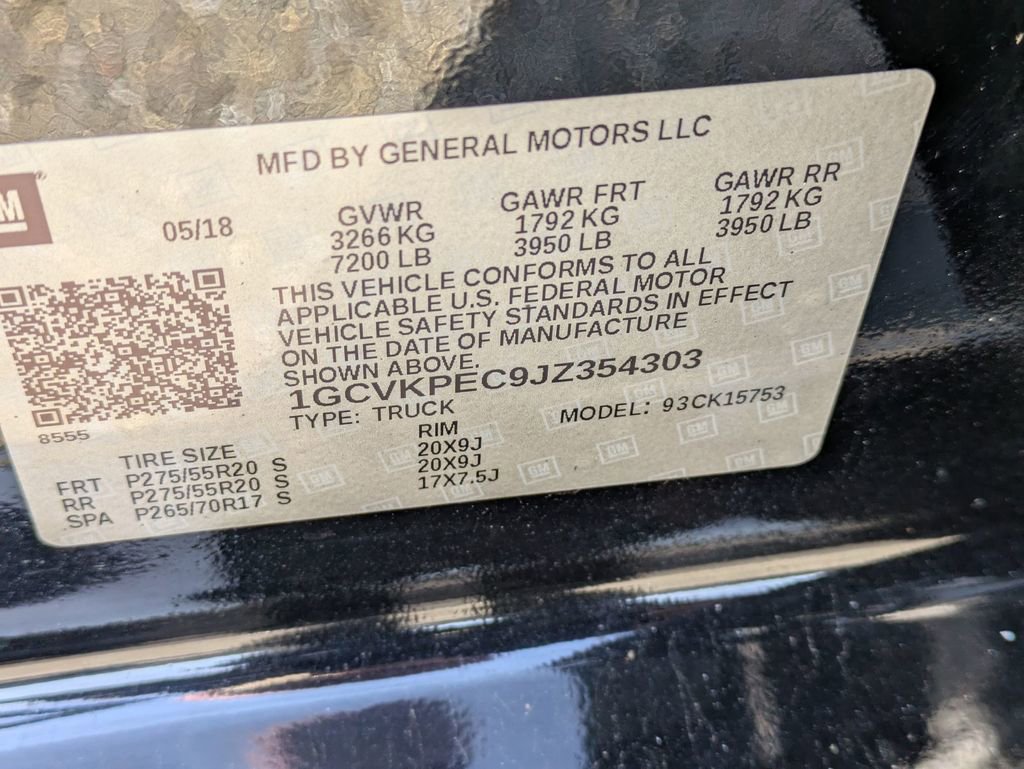 MFD BY GENERAL MOTORS LLC
GM
05/18
GVWR
3266 KG
7200 LB
GAWR FRT
1792 KG
3950 LB
GAWR RR
1792 KG
3950 LB
THIS VEHICLE CONFORMS TO ALL
APPLICABLE U.S. FEDERAL MOTOR
VEHICLE SAFETY STANDARDS IN EFFECT
ON THE DATE OF MANUFACTURE
SHOWN ABOVE.
1GCVKPEC9JZ354303
TYPE: TRUCK
MODEL: 93CK15753
8555
TIRE SIZE RIM
FRT P275/55R20 S 20X9J
RR P275/55R20 S 20X9J
SPA P265/70R17 S 17X7.5J